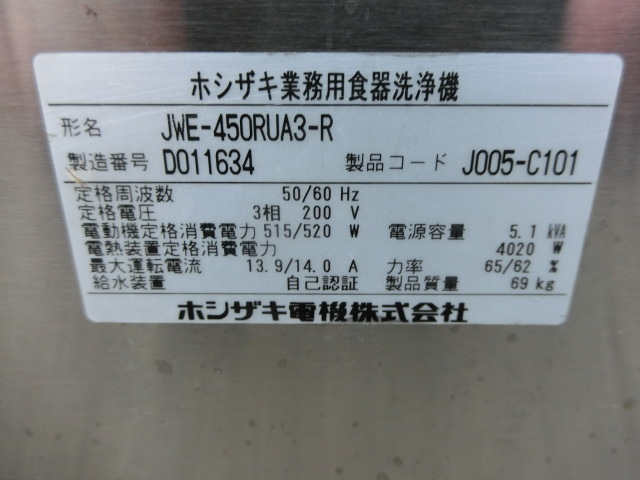 ホシザキ業務用食器洗浄機
形名 JWE-450RUA3-R
製造番号 D011634 製品コード J005-C101
定格周波数 50/60 Hz
定格電圧 3相 200 V
電動機定格消費電力 515/520 W 電源容量 5.1 kVA
電熱装置定格消費電力 4020 W
最大運転電流 13.9/14.0 A 力率 65/62 %
給水装置 自己認証 製品質量 69 kg
ホシザキ電機株式会社